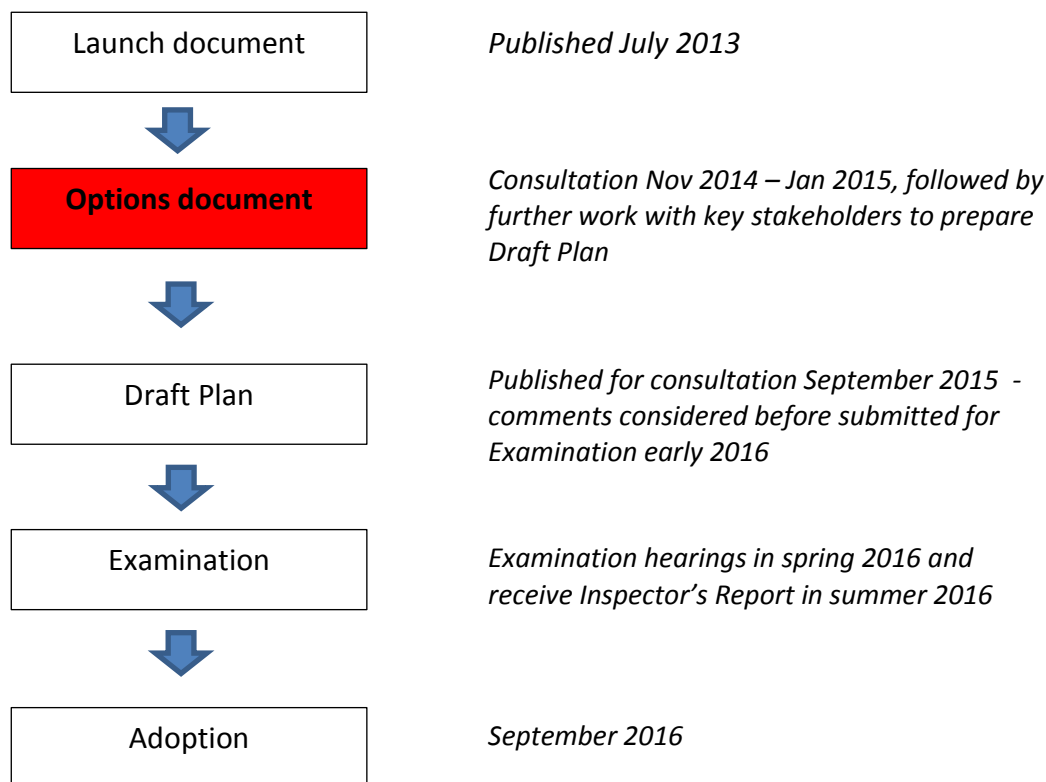 Launch document
Published July 2013
Options document
Consultation Nov 2014 – Jan 2015, followed by
further work with key stakeholders to prepare
Draft Plan
Draft Plan
Published for consultation September 2015  -
comments considered before submitted for
Examination early 2016
Examination
Examination hearings in spring 2016 and
receive Inspector’s Report in summer 2016
Adoption
September 2016